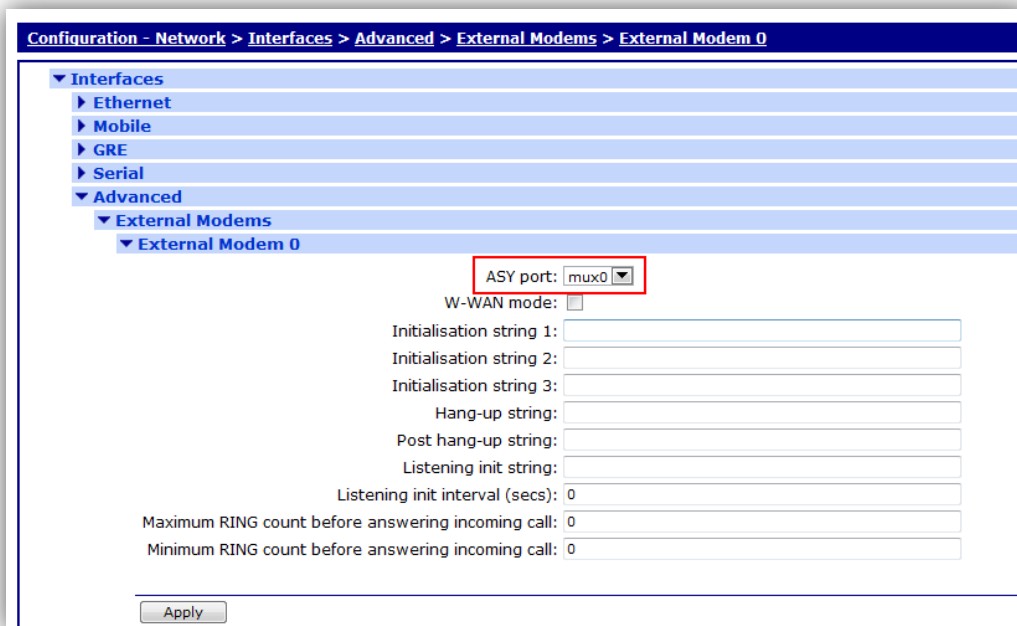 Configuration - Network > Interfaces > Advanced > External Modems > External Modem 0
Interfaces
Ethernet
Mobile
GRE
Serial
Advanced
External Modems
External Modem 0
ASY port: mux0
W-WAN mode:
Initialisation string 1:
Initialisation string 2:
Initialisation string 3:
Hang-up string:
Post hang-up string:
Listening init string:
Listening init interval (secs): 0
Maximum RING count before answering incoming call: 0
Minimum RING count before answering incoming call: 0
Apply